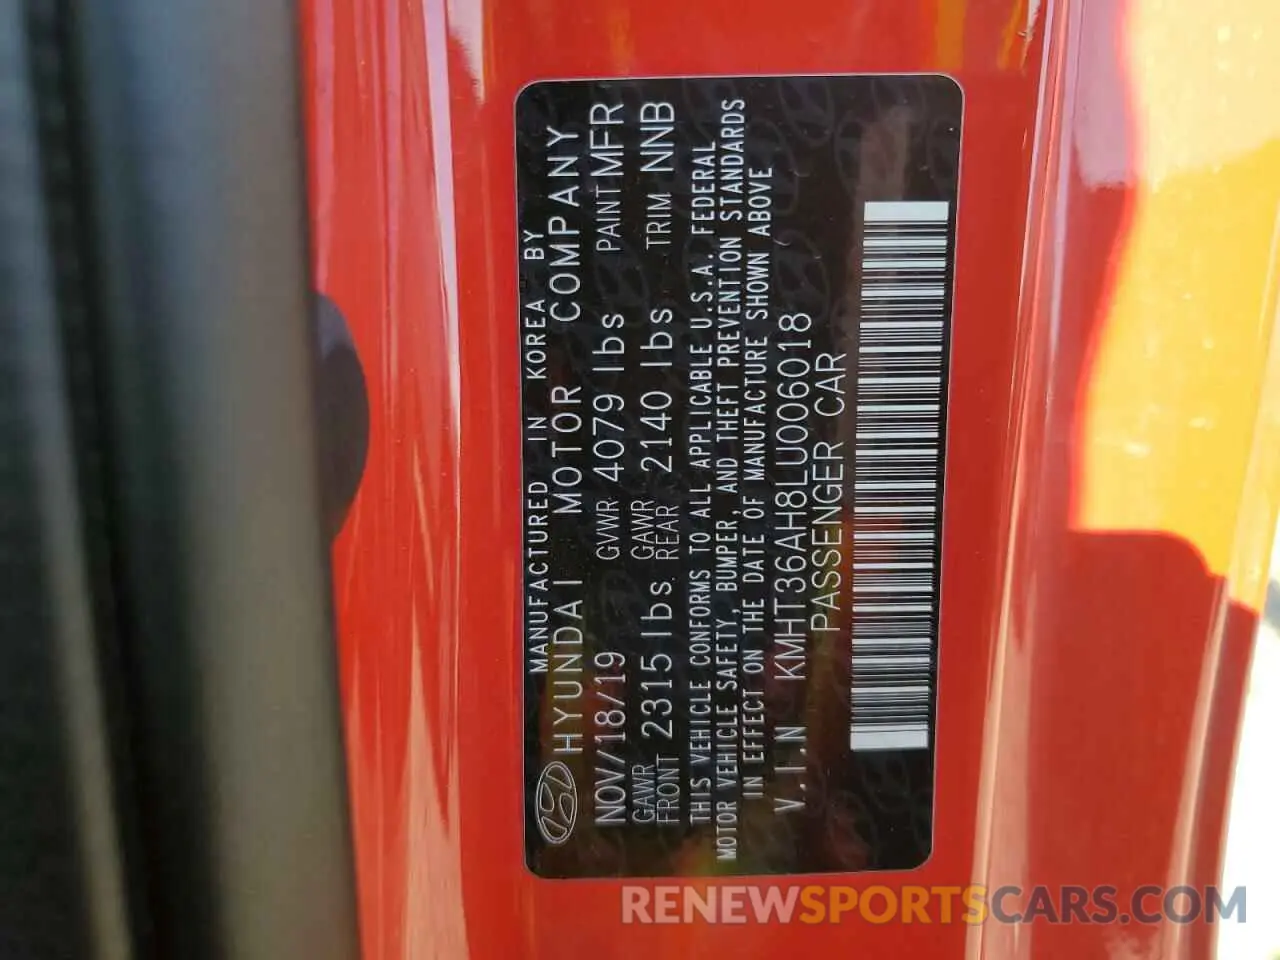 MANUFACTURED IN KOREA BY
HYUNDAI MOTOR COMPANY
NOV/18/19 GVWR 4079 lbs PAINT MFR
GAWR FRONT 2315 lbs GAWR REAR 2140 lbs TRIM NNB
THIS VEHICLE CONFORMS TO ALL APPLICABLE U.S.A. FEDERAL
MOTOR VEHICLE SAFETY, BUMPER, AND THEFT PREVENTION STANDARDS
IN EFFECT ON THE DATE OF MANUFACTURE SHOWN ABOVE
V.I.N KMHT36AH8LU006018
PASSENGER CAR
RENEWSPORTSCARS.COM